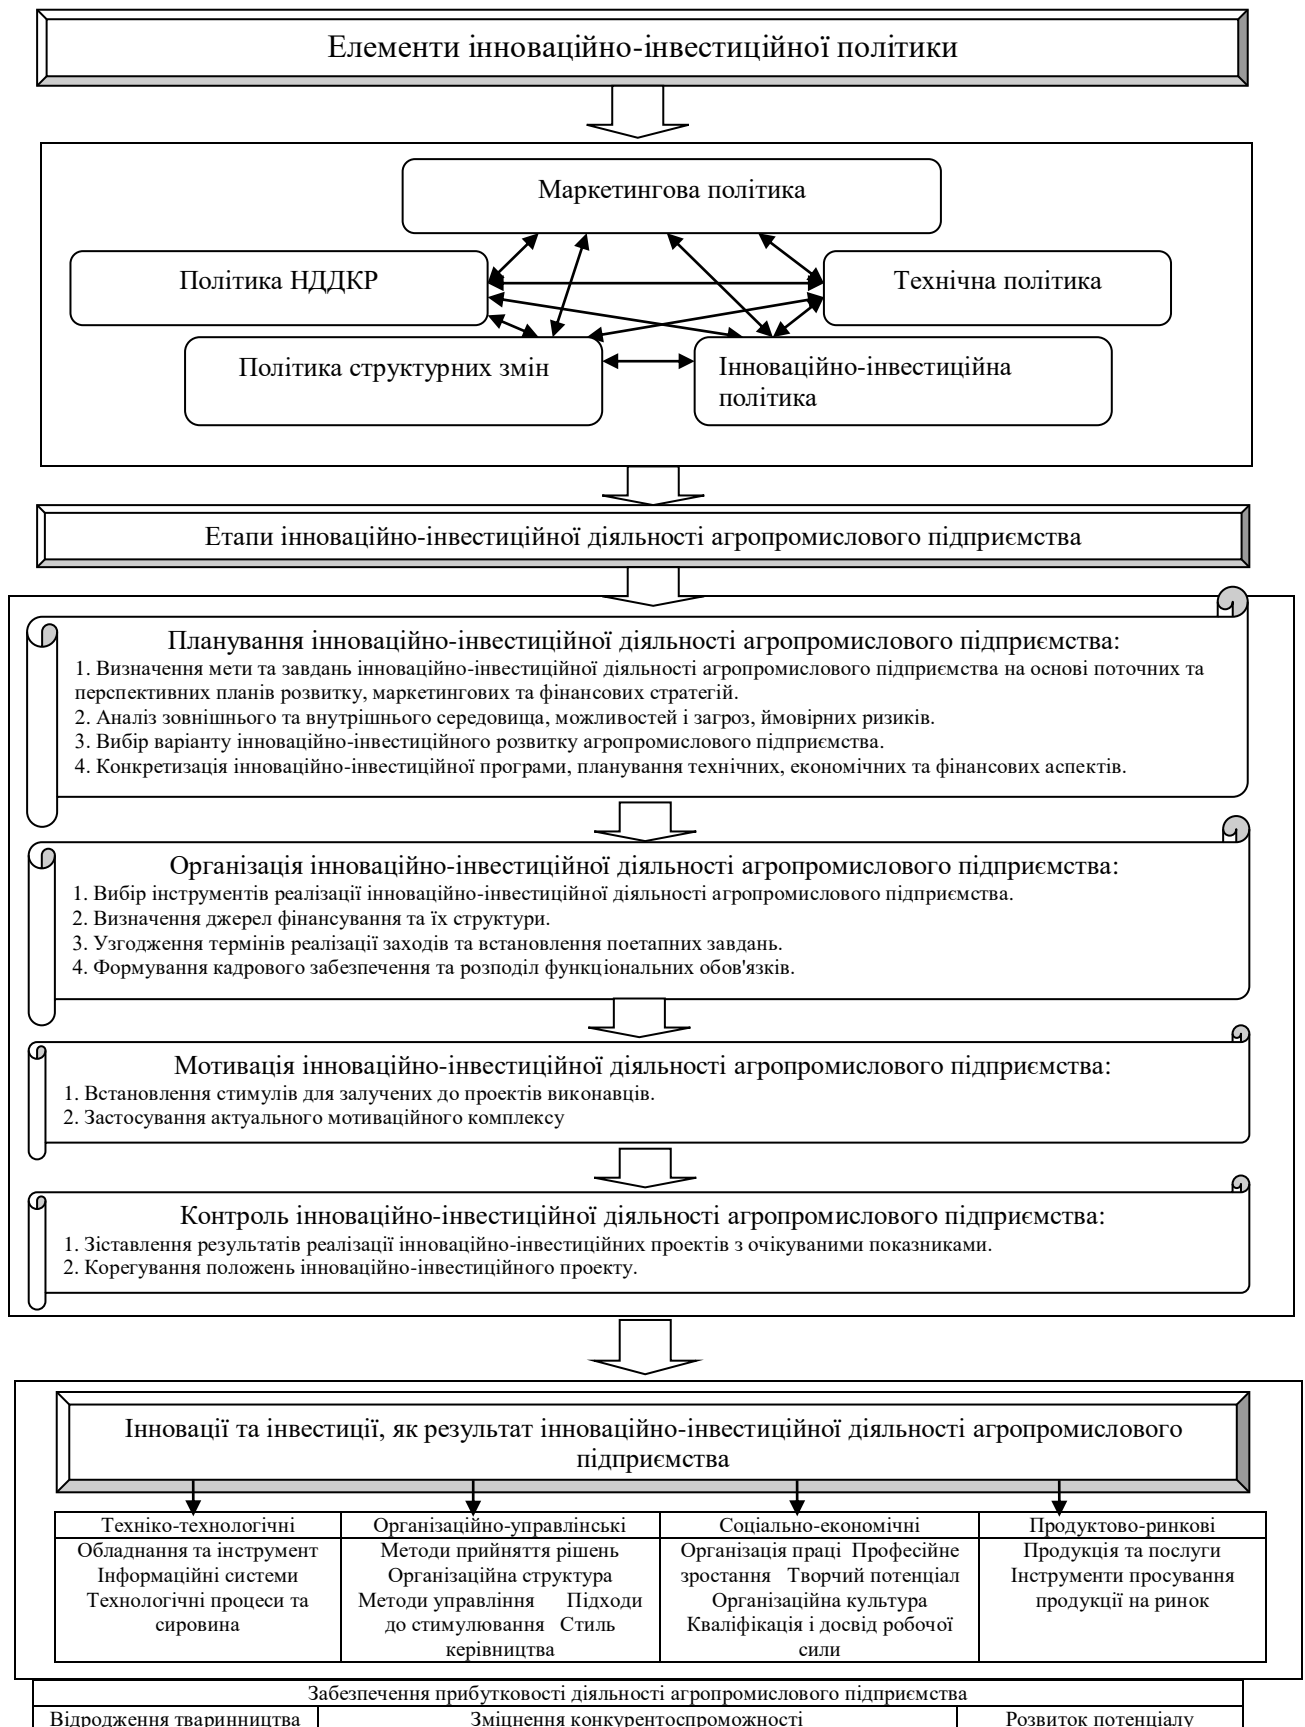 Елементи інноваційно-інвестиційної політики
Маркетингова політика
Політика НДДКР
Технічна політика
Політика структурних змін
Інноваційно-інвестиційна
політика
Етапи інноваційно-інвестиційної діяльності агропромислового підприємства
Планування інноваційно-інвестиційної діяльності агропромислового підприємства:
1. Визначення мети та завдань інноваційно-інвестиційної діяльності агропромислового підприємства на основі поточних та
перспективних планів розвитку, маркетингових та фінансових стратегій.
2. Аналіз зовнішнього та внутрішнього середовища, можливостей і загроз, ймовірних ризиків.
3. Вибір варіанту інноваційно-інвестиційного розвитку агропромислового підприємства.
4. Конкретизація інноваційно-інвестиційної програми, планування технічних, економічних та фінансових аспектів.
Організація інноваційно-інвестиційної діяльності агропромислового підприємства:
1. Вибір інструментів реалізації інноваційно-інвестиційної діяльності агропромислового підприємства.
2. Визначення джерел фінансування та їх структури.
3. Узгодження термінів реалізації заходів та встановлення поетапних завдань.
4. Формування кадрового забезпечення та розподіл функціональних обов'язків.
Мотивація інноваційно-інвестиційної діяльності агропромислового підприємства:
1. Встановлення стимулів для залучених до проектів виконавців.
2. Застосування актуального мотиваційного комплексу
Контроль інноваційно-інвестиційної діяльності агропромислового підприємства:
1. Зіставлення результатів реалізації інноваційно-інвестиційних проектів з очікуваними показниками.
2. Корегування положень інноваційно-інвестиційного проекту.
Інновації та інвестиції, як результат інноваційно-інвестиційної діяльності агропромислового
підприємства
Техніко-технологічні
Обладнання та інструмент
Інформаційні системи
Технологічні процеси та
сировина
Організаційно-управлінські
Методи прийняття рішень
Організаційна структура
Методи управління Підходи
до стимулювання Стиль
керівництва
Соціально-економічні
Організація праці Професійне
зростання Творчий потенціал
Організаційна культура
Кваліфікація і досвід робочої
сили
Продуктово-ринкові
Продукція та послуги
Інструменти просування
продукції на ринок
Забезпечення прибутковості діяльності агропромислового підприємства
Відродження тваринництва
Зміцнення конкурентоспроможності
Розвиток потенціалу